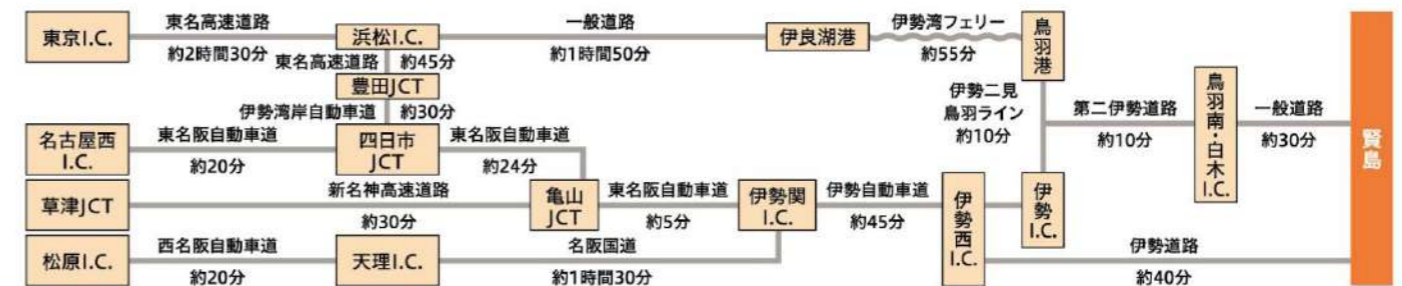 東京I.C.
東名高速道路
約2時間30分
浜松I.C.
一般道路
約1時間50分
伊良湖港
伊勢湾フェリー
約55分
鳥羽港
東名高速道路
約45分
豊田JCT
伊勢湾岸自動車道
約30分
名古屋西
I.C.
東名阪自動車道
約20分
四日市
JCT
東名阪自動車道
約24分
草津JCT
新名神高速道路
約30分
亀山
JCT
東名阪自動車道
約5分
伊勢関
I.C.
伊勢自動車道
約45分
松原I.C.
西名阪自動車道
約20分
天理I.C.
名阪国道
約1時間30分
伊勢西I.C.
伊勢I.C.
伊勢二見
鳥羽ライン
約10分
第二伊勢道路
約10分
鳥羽南・白木I.C.
一般道路
約30分
伊勢道路
約40分
賢島